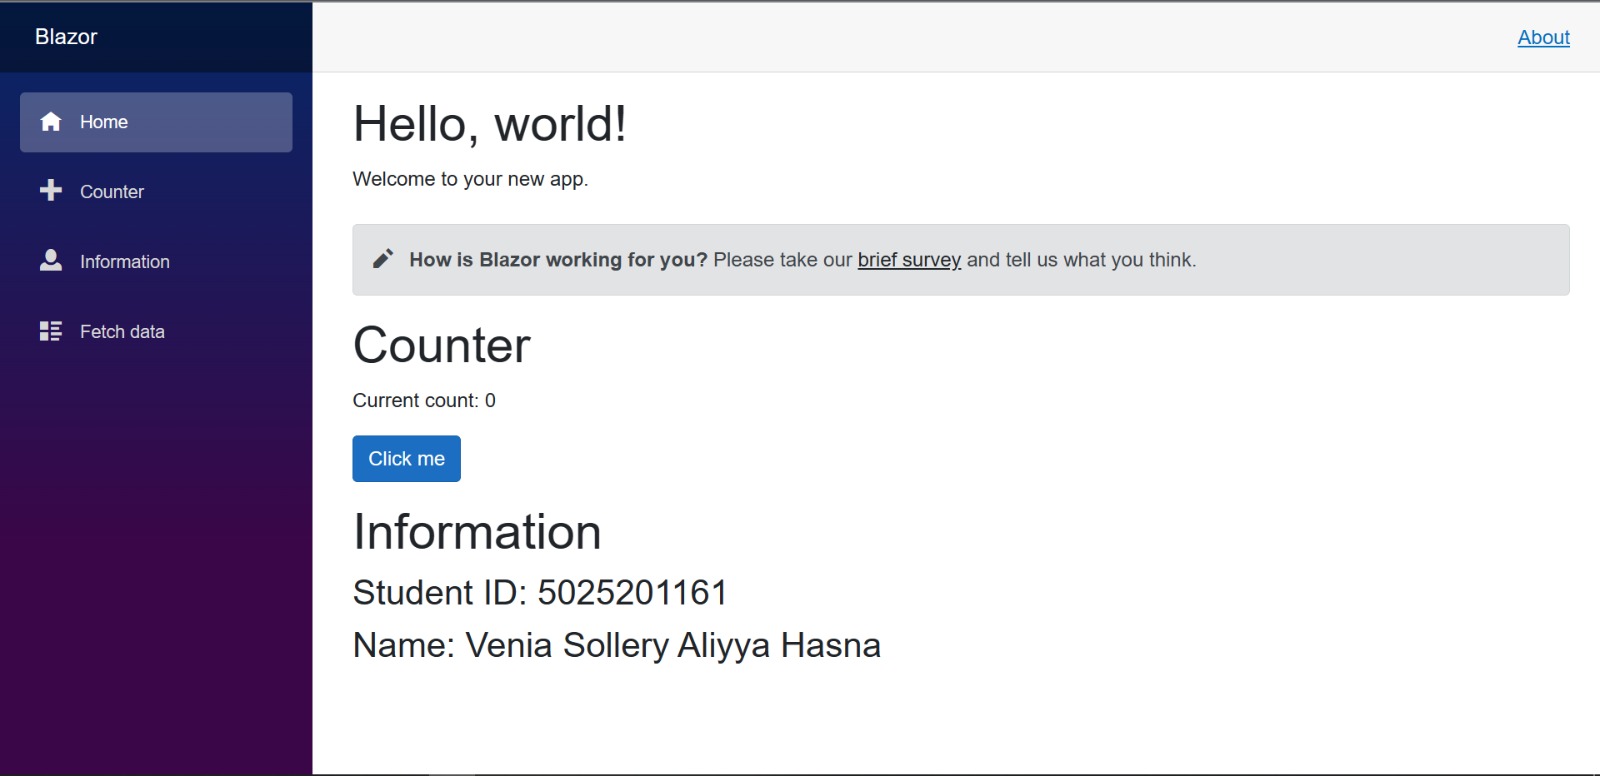 Blazor
About
Home
Counter
Information
Fetch data
Hello, world!
Welcome to your new app.
How is Blazor working for you? Please take our brief survey and tell us what you think.
Counter
Current count: 0
Click me
Information
Student ID: 5025201161
Name: Venia Sollery Aliyya Hasna